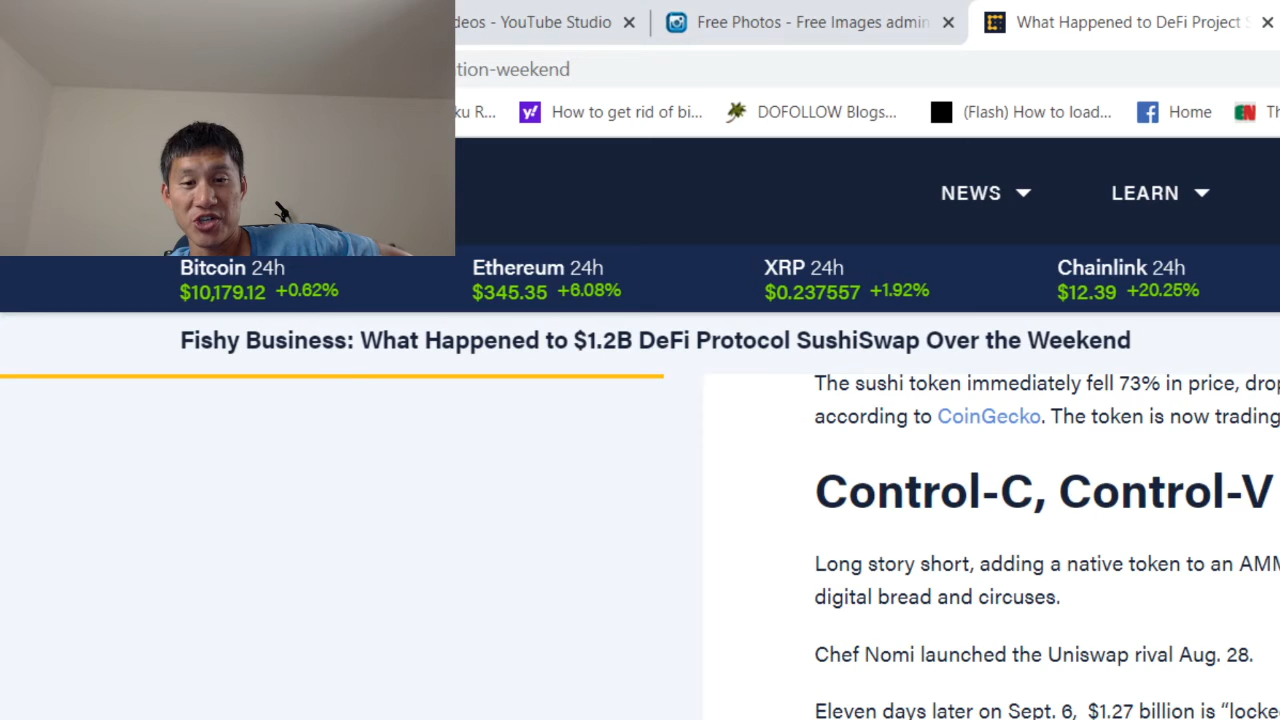 deos - YouTube Studio
Free Photos - Free Images admin
What Happened to DeFi Project
tion-weekend
ku R...
How to get rid of bi...
DOFOLLOW Blogs...
(Flash) How to load...
Home
Th
NEWS
LEARN
Bitcoin 24h
$10,179.12 +0.62%
Ethereum 24h
$345.35 +6.08%
XRP 24h
$0.237557 +1.92%
Chainlink 24h
$12.39 +20.25%
Fishy Business: What Happened to $1.2B DeFi Protocol SushiSwap Over the Weekend
The sushi token immediately fell 73% in price, drop
according to CoinGecko. The token is now trading
Control-C, Control-V
Long story short, adding a native token to an AMM
digital bread and circuses.
Chef Nomi launched the Uniswap rival Aug. 28.
Eleven days later on Sept. 6, $1.27 billion is “locke